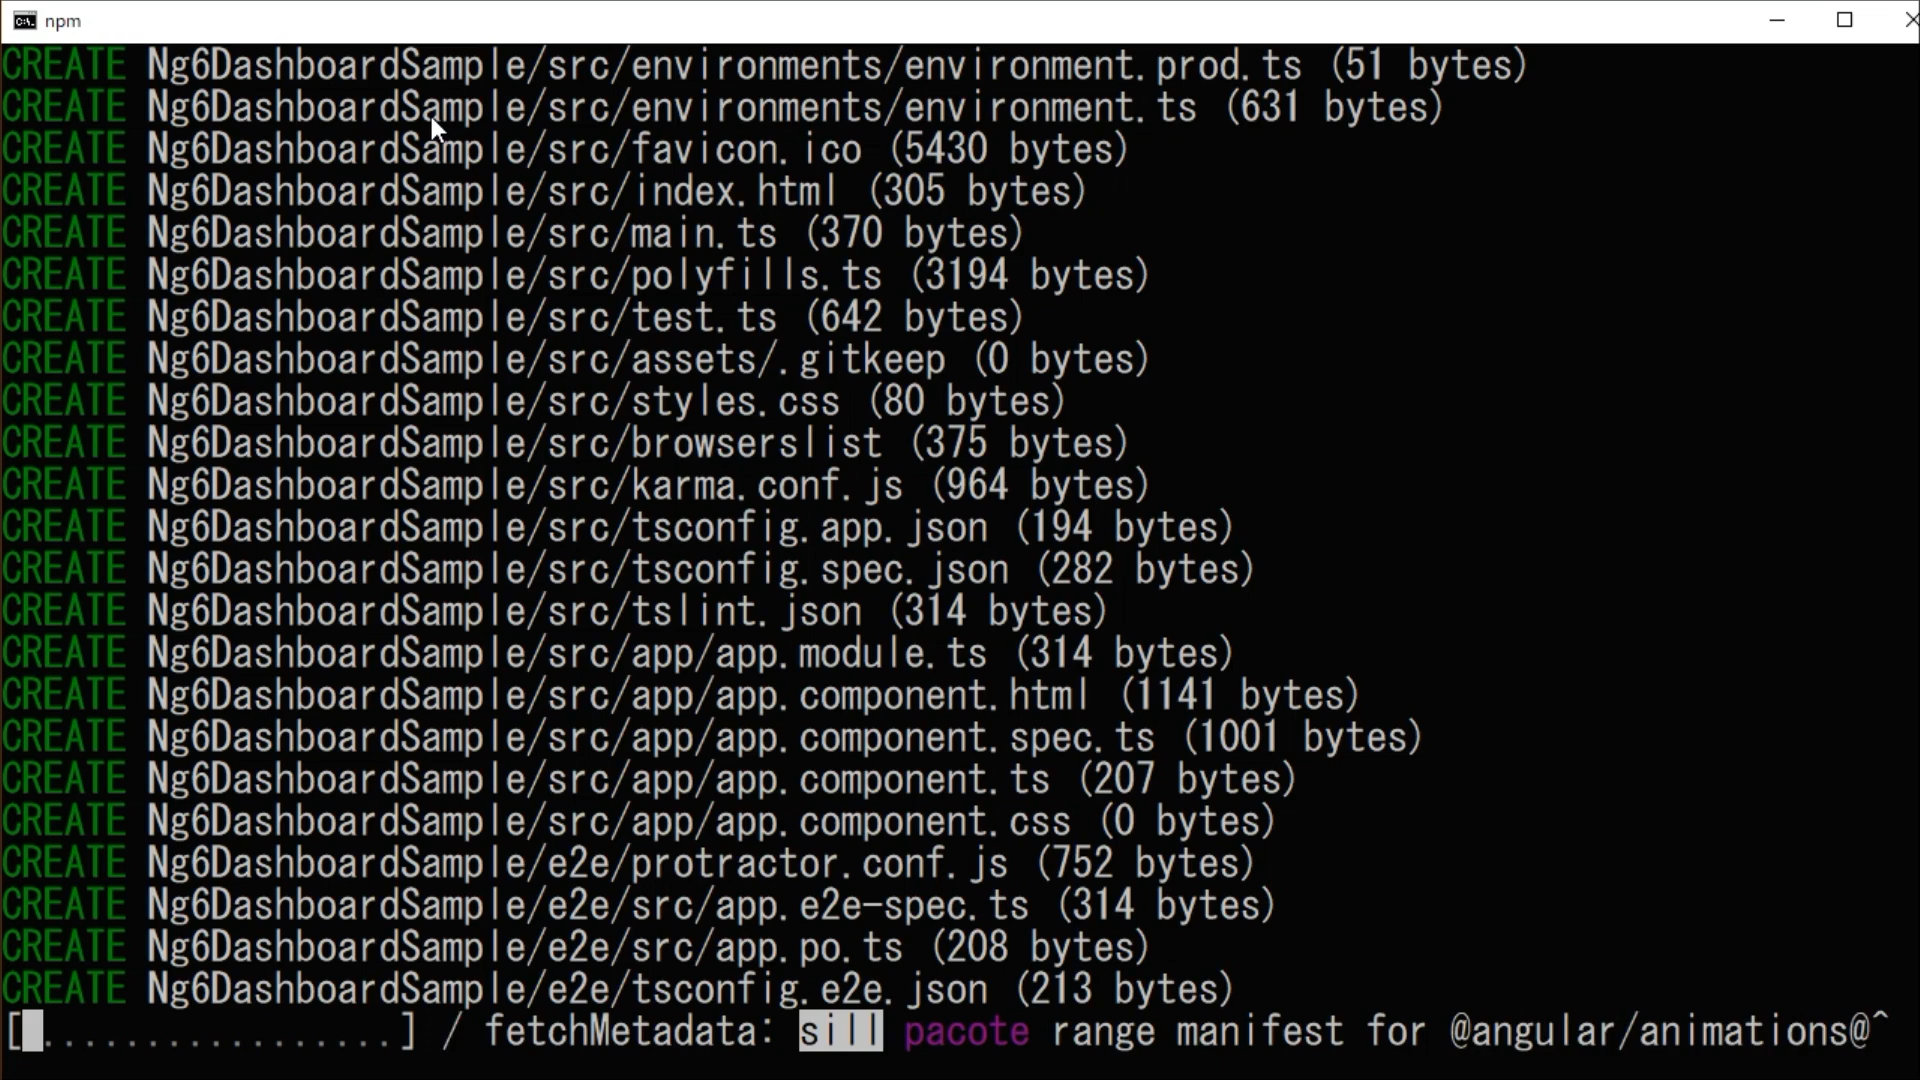 npm
CREATE Ng6DashboardSample/src/environments/environment.prod.ts (51 bytes)
CREATE Ng6DashboardSample/src/environments/environment.ts (631 bytes)
CREATE Ng6DashboardSample/src/favicon.ico (5430 bytes)
CREATE Ng6DashboardSample/src/index.html (305 bytes)
CREATE Ng6DashboardSample/src/main.ts (370 bytes)
CREATE Ng6DashboardSample/src/polyfills.ts (3194 bytes)
CREATE Ng6DashboardSample/src/test.ts (642 bytes)
CREATE Ng6DashboardSample/src/assets/.gitkeep (0 bytes)
CREATE Ng6DashboardSample/src/styles.css (80 bytes)
CREATE Ng6DashboardSample/src/browserslist (375 bytes)
CREATE Ng6DashboardSample/src/karma.conf.js (964 bytes)
CREATE Ng6DashboardSample/src/tsconfig.app.json (194 bytes)
CREATE Ng6DashboardSample/src/tsconfig.spec.json (282 bytes)
CREATE Ng6DashboardSample/src/tslint.json (314 bytes)
CREATE Ng6DashboardSample/src/app/app.module.ts (314 bytes)
CREATE Ng6DashboardSample/src/app/app.component.html (1141 bytes)
CREATE Ng6DashboardSample/src/app/app.component.spec.ts (1001 bytes)
CREATE Ng6DashboardSample/src/app/app.component.ts (207 bytes)
CREATE Ng6DashboardSample/src/app/app.component.css (0 bytes)
CREATE Ng6DashboardSample/e2e/protractor.conf.js (752 bytes)
CREATE Ng6DashboardSample/e2e/src/app.e2e-spec.ts (314 bytes)
CREATE Ng6DashboardSample/e2e/src/app.po.ts (208 bytes)
CREATE Ng6DashboardSample/e2e/tsconfig.e2e.json (213 bytes)
[ .................] / fetchMetadata: sill pacote range manifest for @angular/animations@^